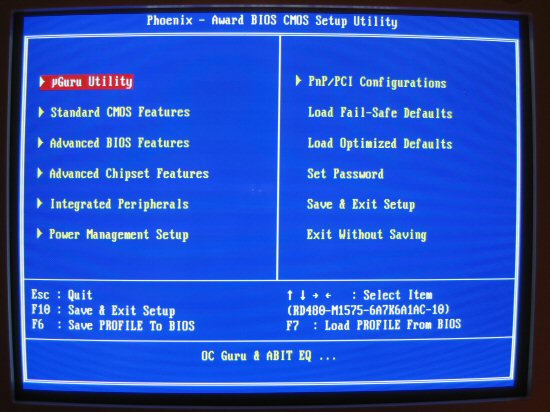 Phoenix - Award BIOS CMOS Setup Utility
µGuru Utility
Standard CMOS Features
Advanced BIOS Features
Advanced Chipset Features
Integrated Peripherals
Power Management Setup
PnP/PCI Configurations
Load Fail-Safe Defaults
Load Optimized Defaults
Set Password
Save & Exit Setup
Exit Without Saving
Esc : Quit
F10 : Save & Exit Setup
F6 : Save PROFILE To BIOS
↑ ↓ → ← : Select Item
(RD480-M1575-6A7K6A1AC-10)
F7 : Load PROFILE From BIOS
OC Guru & ABIT EQ ...